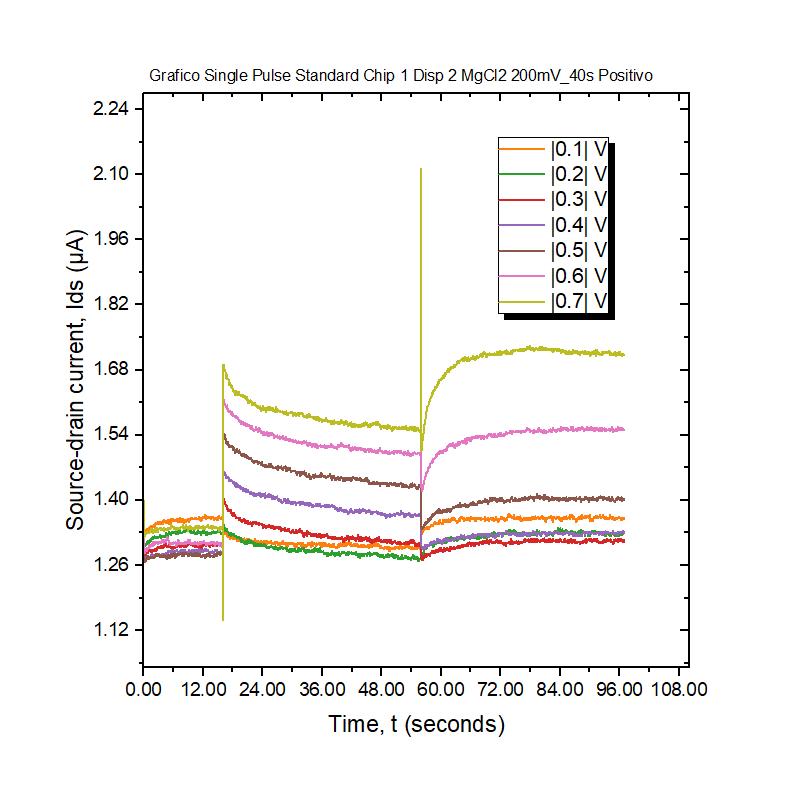 Grafico Single Pulse Standard Chip 1 Disp 2 MgCl2 200mV_40s Positivo
2.24
2.10
1.96
1.82
1.68
1.54
1.40
1.26
1.12
Source-drain current, Ids (µA)
|0.1| V
|0.2| V
|0.3| V
|0.4| V
|0.5| V
|0.6| V
|0.7| V
0.00 12.00 24.00 36.00 48.00 60.00 72.00 84.00 96.00 108.00
Time, t (seconds)